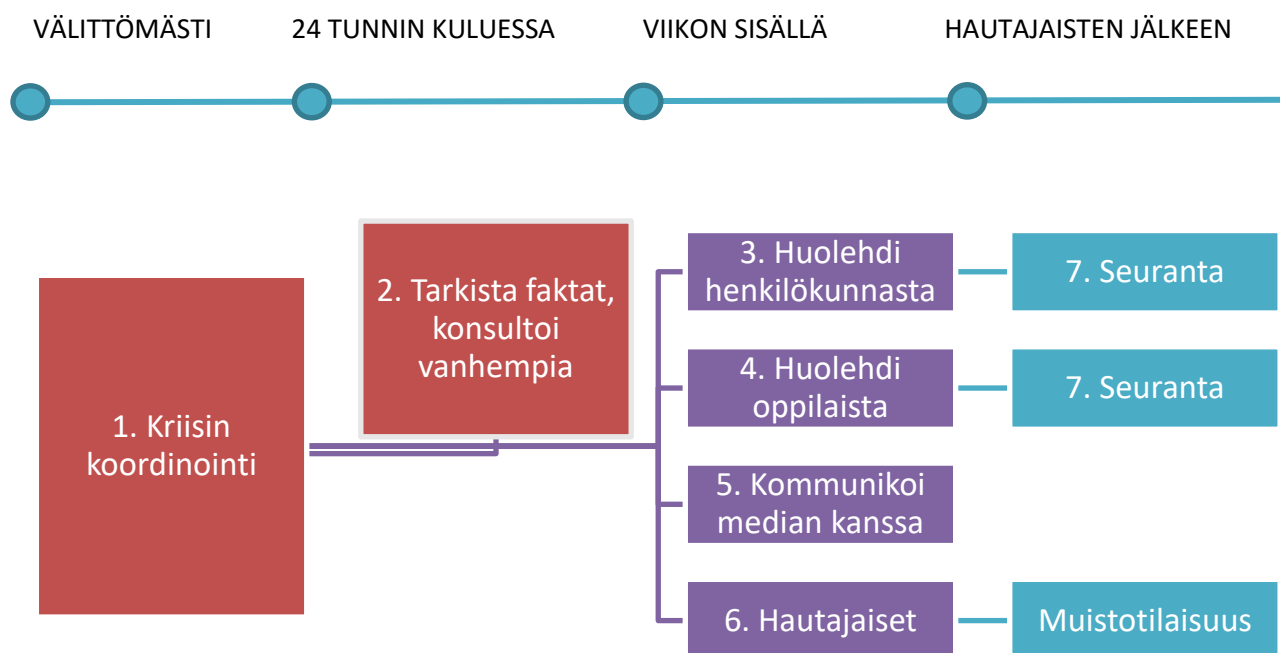 VÄLITTÖMÄSTI
24 TUNNIN KULUESSA
VIIKON SISÄLLÄ
HAUTAJAISTEN JÄLKEEN
1. Kriisin
koordinointi
2. Tarkista faktat,
konsultoi
vanhempia
3. Huolehdi
henkilökunnasta
7. Seuranta
4. Huolehdi
oppilaista
7. Seuranta
5. Kommunikoi
median kanssa
6. Hautajaiset
Muistotilaisuus